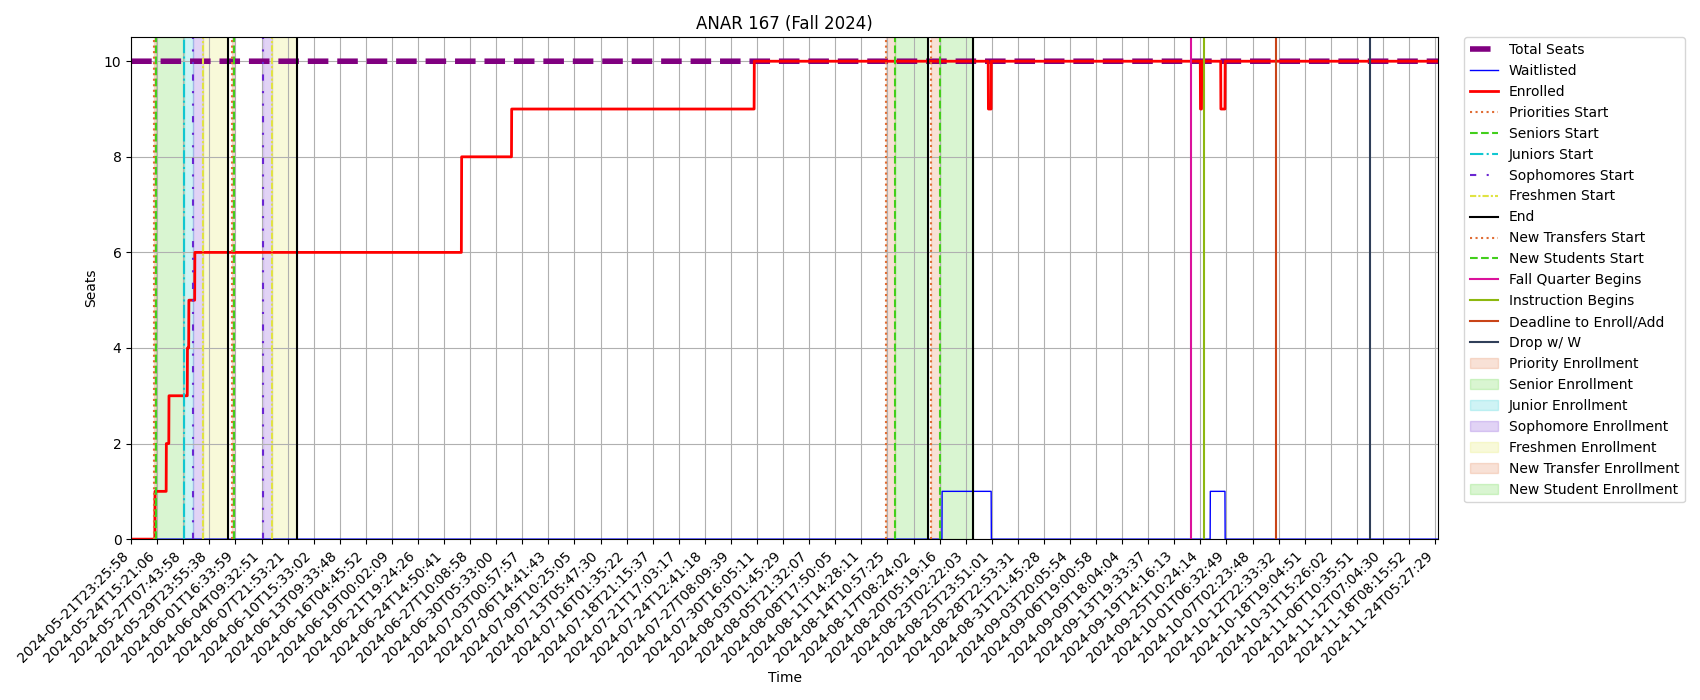 ANAR 167 (Fall 2024)
Seats
10
8
6
4
2
0
2024-05-21T23:25:58
2024-05-24T15:21:06
2024-05-27T07:43:58
2024-05-29T23:55:38
2024-06-01T16:33:59
2024-06-04T09:32:51
2024-06-07T21:53:21
2024-06-10T15:33:02
2024-06-13T09:33:48
2024-06-16T04:45:52
2024-06-19T00:02:09
2024-06-21T19:24:26
2024-06-24T14:50:41
2024-06-27T10:08:58
2024-06-30T05:33:00
2024-07-03T00:57:57
2024-07-06T14:41:43
2024-07-09T10:25:05
2024-07-13T05:47:30
2024-07-16T01:35:22
2024-07-18T21:15:37
2024-07-21T17:03:17
2024-07-24T12:41:18
2024-07-27T08:09:39
2024-07-30T16:05:11
2024-08-03T01:45:29
2024-08-05T21:32:07
2024-08-08T17:50:05
2024-08-11T14:28:11
2024-08-14T10:57:25
2024-08-17T08:24:02
2024-08-20T05:19:16
2024-08-23T02:22:03
2024-08-25T23:51:01
2024-08-28T22:53:31
2024-08-31T21:45:28
2024-09-03T20:05:54
2024-09-06T19:00:58
2024-09-09T18:04:04
2024-09-13T19:33:37
2024-09-19T14:16:13
2024-09-25T10:24:14
2024-10-01T06:32:49
2024-10-07T02:23:48
2024-10-12T22:33:32
2024-10-18T19:04:51
2024-10-31T15:26:02
2024-11-06T10:35:51
2024-11-12T07:04:30
2024-11-18T08:15:52
2024-11-24T05:27:29
Time
Total Seats
Waitlisted
Enrolled
Priorities Start
Seniors Start
Juniors Start
Sophomores Start
Freshmen Start
End
New Transfers Start
New Students Start
Fall Quarter Begins
Instruction Begins
Deadline to Enroll/Add
Drop w/ W
Priority Enrollment
Senior Enrollment
Junior Enrollment
Sophomore Enrollment
Freshmen Enrollment
New Transfer Enrollment
New Student Enrollment